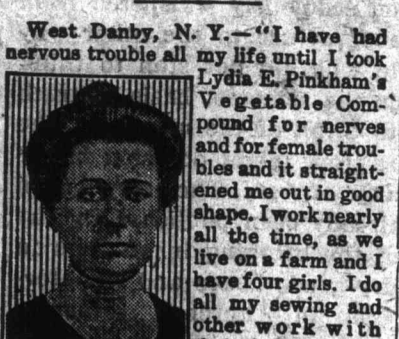 West Danby, N. Y.—"I have had
nervous trouble all my life until I took
Lydia E. Pinkham's
Vegetable Com-
pound for nerves
and for female trou-
bles and it straight-
ened me out in good
shape. I work nearly
all the time, as we
live on a farm and I
have four girls. I do
all my sewing and
other work with